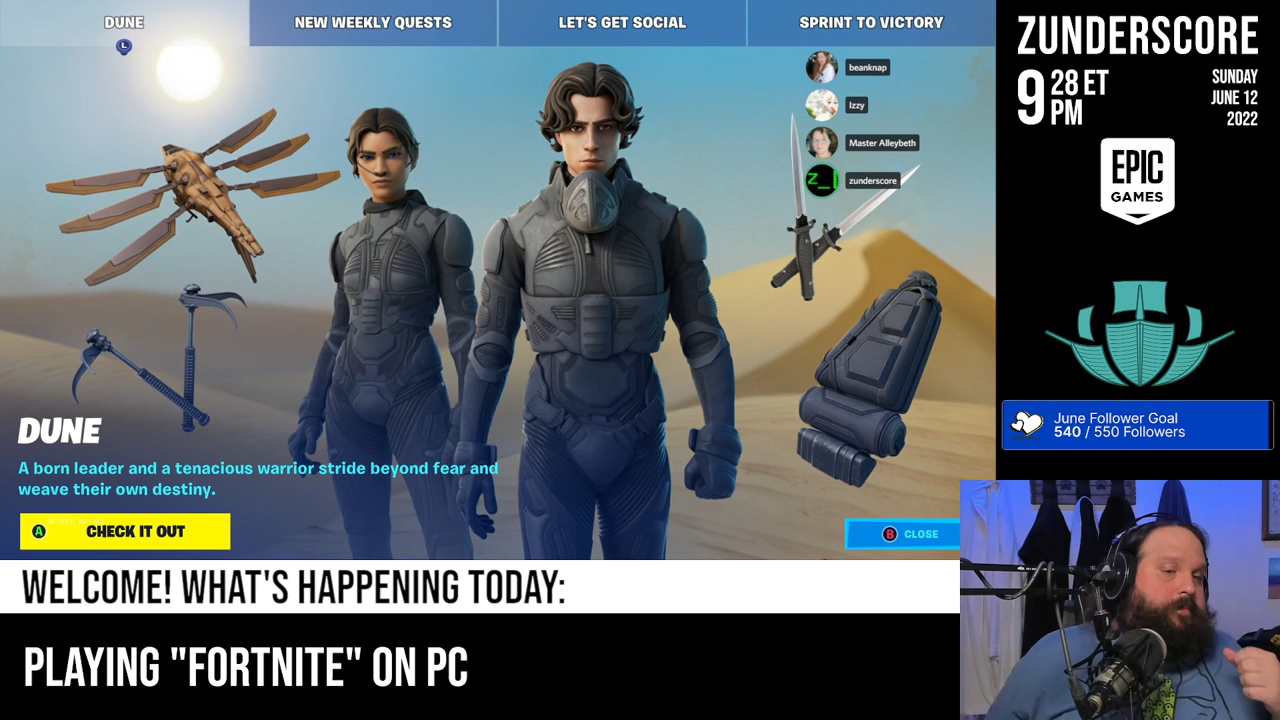 DUNE
NEW WEEKLY QUESTS
LET'S GET SOCIAL
SPRINT TO VICTORY
L
beanknap
Izzy
Master Alleybeth
Z_
zunderscore
DUNE
A born leader and a tenacious warrior stride beyond fear and
weave their own destiny.
A CHECK IT OUT
B CLOSE
ZUNDERSCORE
9 28 ET
PM
SUNDAY
JUNE 12
2022
EPIC
GAMES
June Follower Goal
540 / 550 Followers
WELCOME! WHAT'S HAPPENING TODAY:
PLAYING "FORTNITE" ON PC